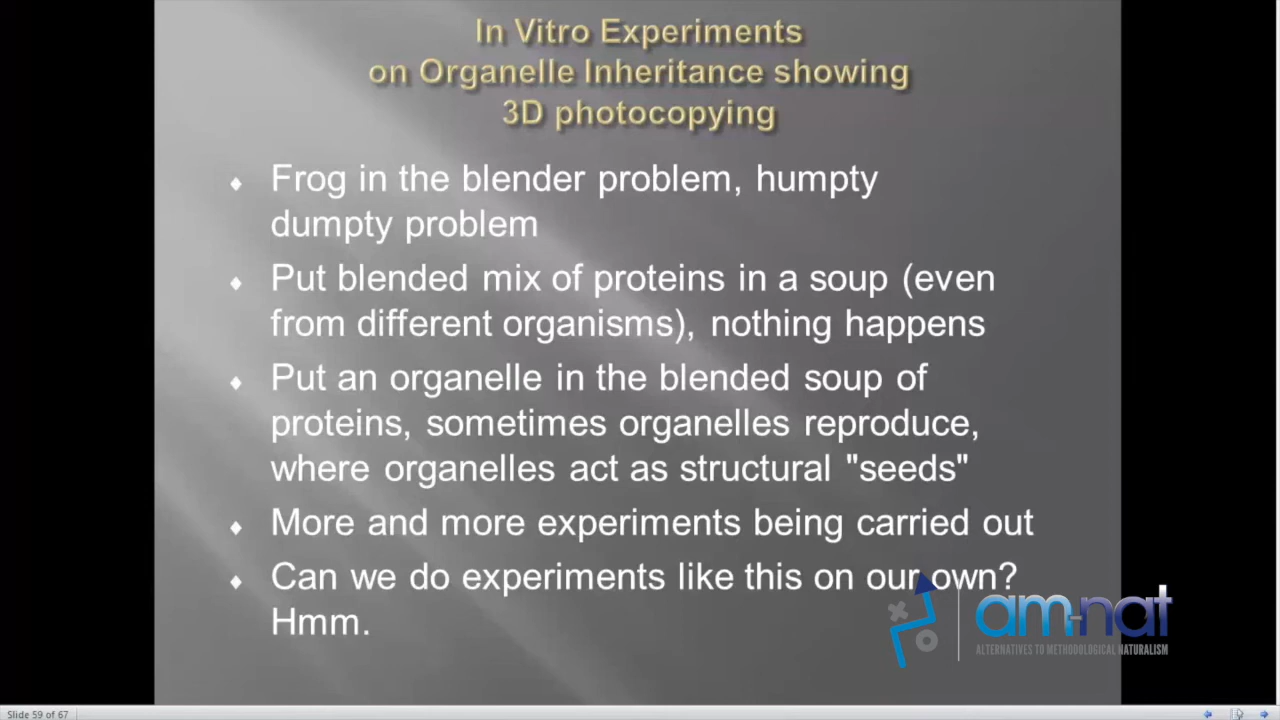 In Vitro Experiments
on Organelle Inheritance showing
3D photocopying
♦ Frog in the blender problem, humpty
dumpty problem
♦ Put blended mix of proteins in a soup (even
from different organisms), nothing happens
♦ Put an organelle in the blended soup of
proteins, sometimes organelles reproduce,
where organelles act as structural "seeds"
♦ More and more experiments being carried out
♦ Can we do experiments like this on our own?
Hmm.
am-nat
ALTERNATIVES TO METHODOLOGICAL NATURALISM
Slide 59 of 67